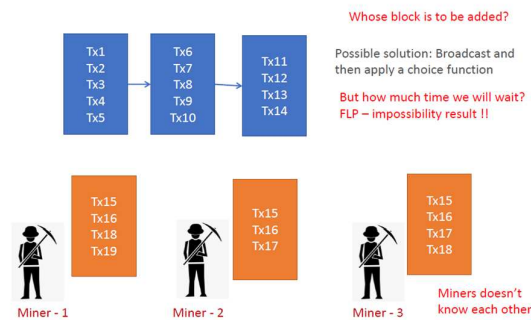 Whose block is to be added?
Tx1
Tx2
Tx3
Tx4
Tx5
Tx6
Tx7
Tx8
Tx9
Tx10
Tx11
Tx12
Tx13
Tx14
Possible solution: Broadcast and
then apply a choice function
But how much time we will wait?
FLP – impossibility result !!
Tx15
Tx16
Tx18
Tx19
Tx15
Tx16
Tx17
Tx15
Tx16
Tx17
Tx18
Miner - 1
Miner - 2
Miner - 3
Miners doesn't
know each other